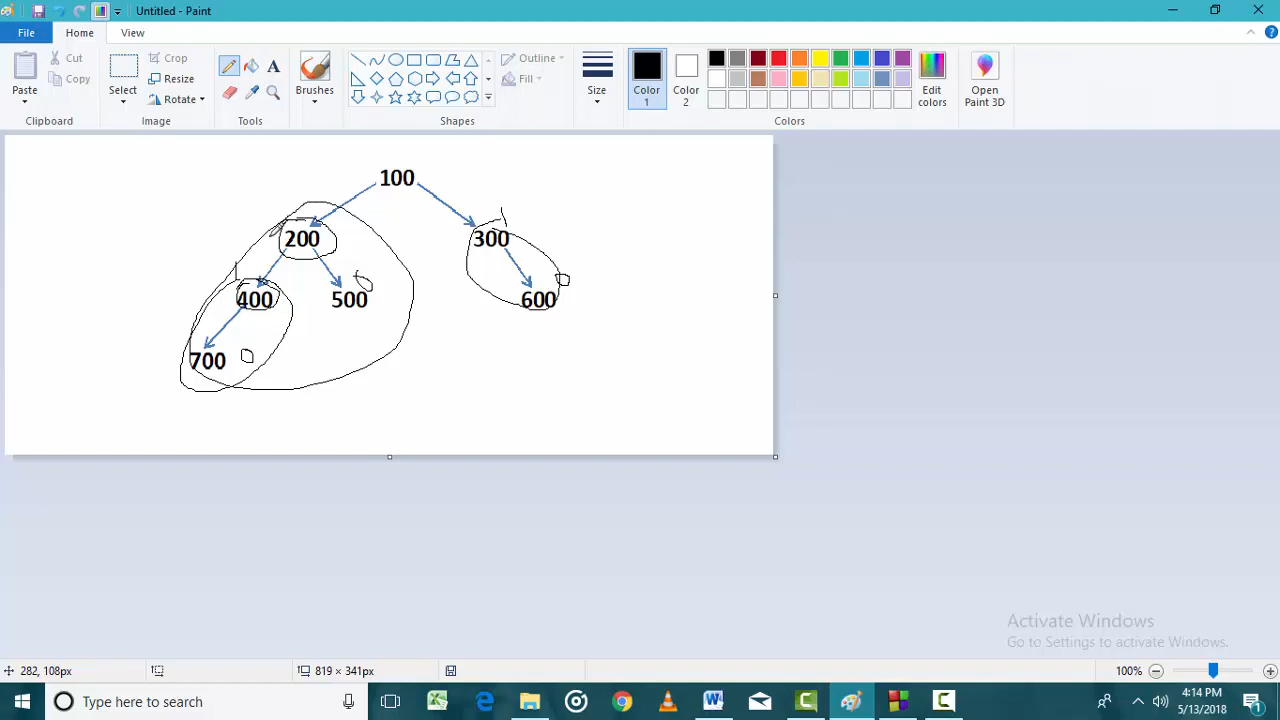 Untitled - Paint
File Home View
Paste
Cut
Copy
Clipboard
Select
Crop
Resize
Rotate
Image
Tools
Brushes
Outline
Fill
Shapes
Size
Color 1
Color 2
Edit colors
Colors
Open Paint 3D
100
200 300
400 500 600
700
Activate Windows
Go to Settings to activate Windows.
282, 108px 819 × 341px 100%
Type here to search
4:14 PM
5/13/2018